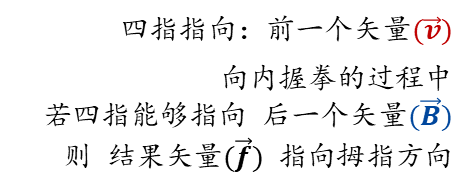 四指指向：前一个矢量(v⃗)
向内握拳的过程中
若四指能够指向 后一个矢量(B⃗)
则 结果矢量(f⃗) 指向拇指方向